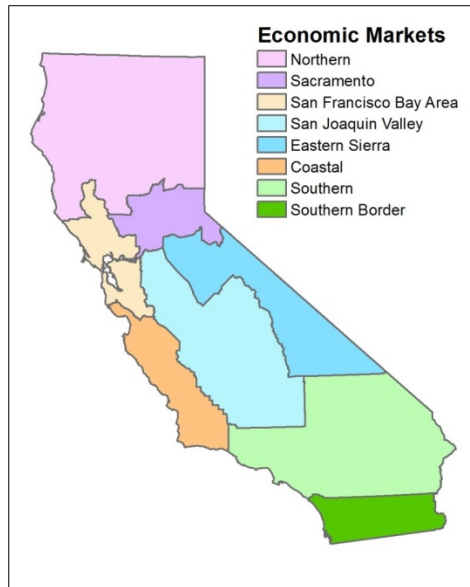 Economic Markets
Northern
Sacramento
San Francisco Bay Area
San Joaquin Valley
Eastern Sierra
Coastal
Southern
Southern Border